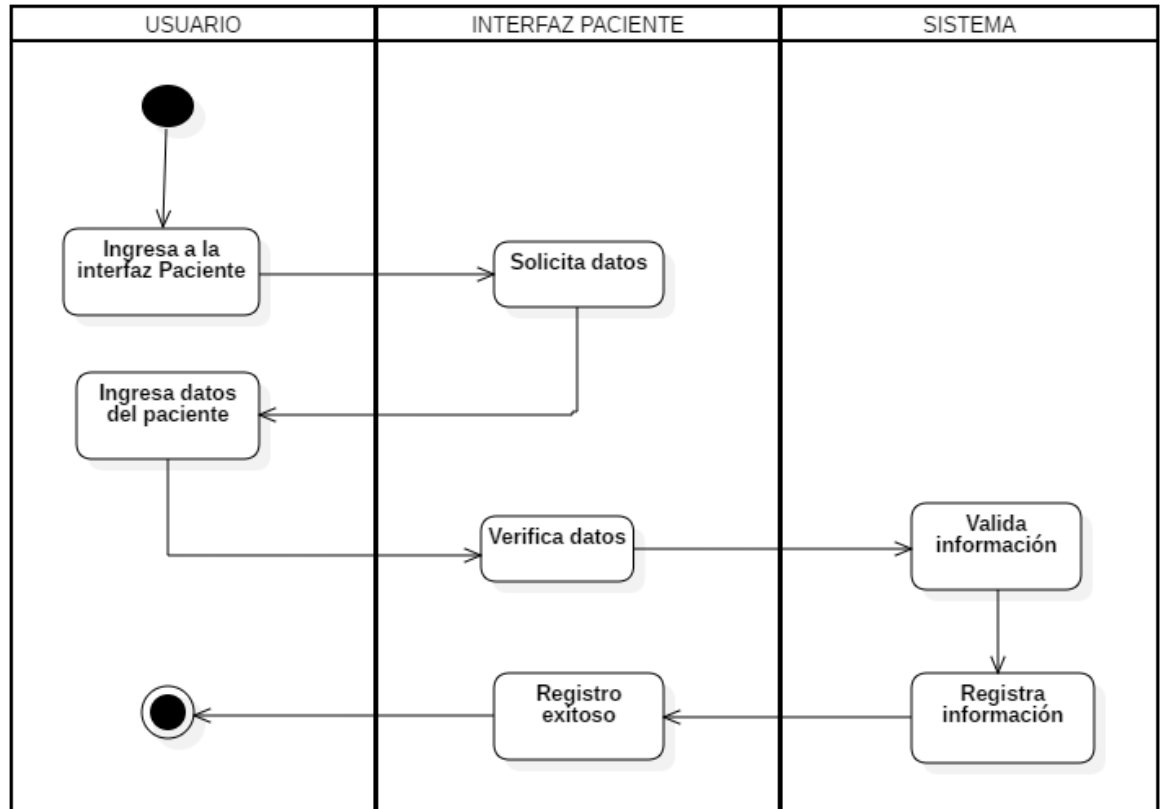 USUARIO
INTERFAZ PACIENTE
SISTEMA
Ingresa a la
interfaz Paciente
Solicita datos
Ingresa datos
del paciente
Verifica datos
Valida
información
Registro
exitoso
Registra
información